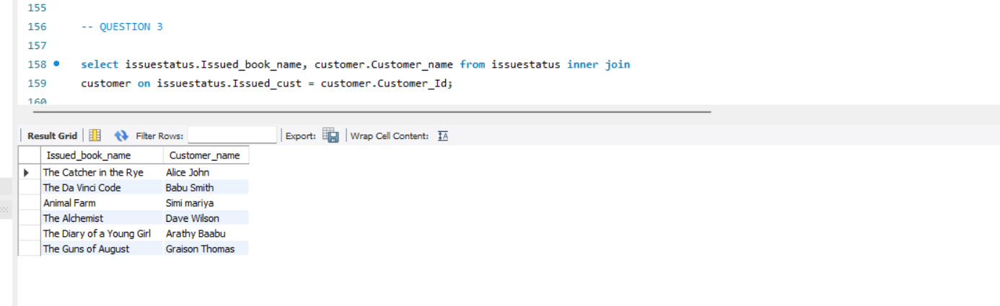 155
156 -- QUESTION 3
157
158 select issuestatus.Issued_book_name, customer.Customer_name from issuestatus inner join
159 customer on issuestatus.Issued_cust = customer.Customer_Id;
160
Result Grid Filter Rows: Export: Wrap Cell Content: IA
Issued_book_name Customer_name
The Catcher in the Rye Alice John
The Da Vinci Code Babu Smith
Animal Farm Simi mariya
The Alchemist Dave Wilson
The Diary of a Young Girl Arathy Baabu
The Guns of August Graison Thomas